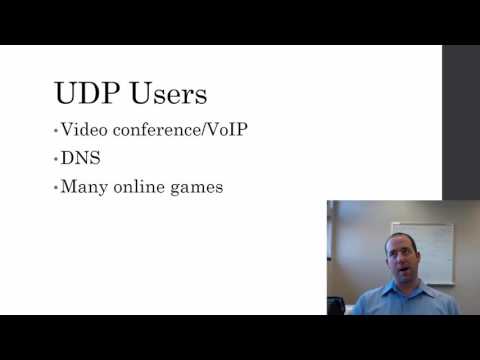 UDP Users
• Video conference/VoIP
• DNS
• Many online games